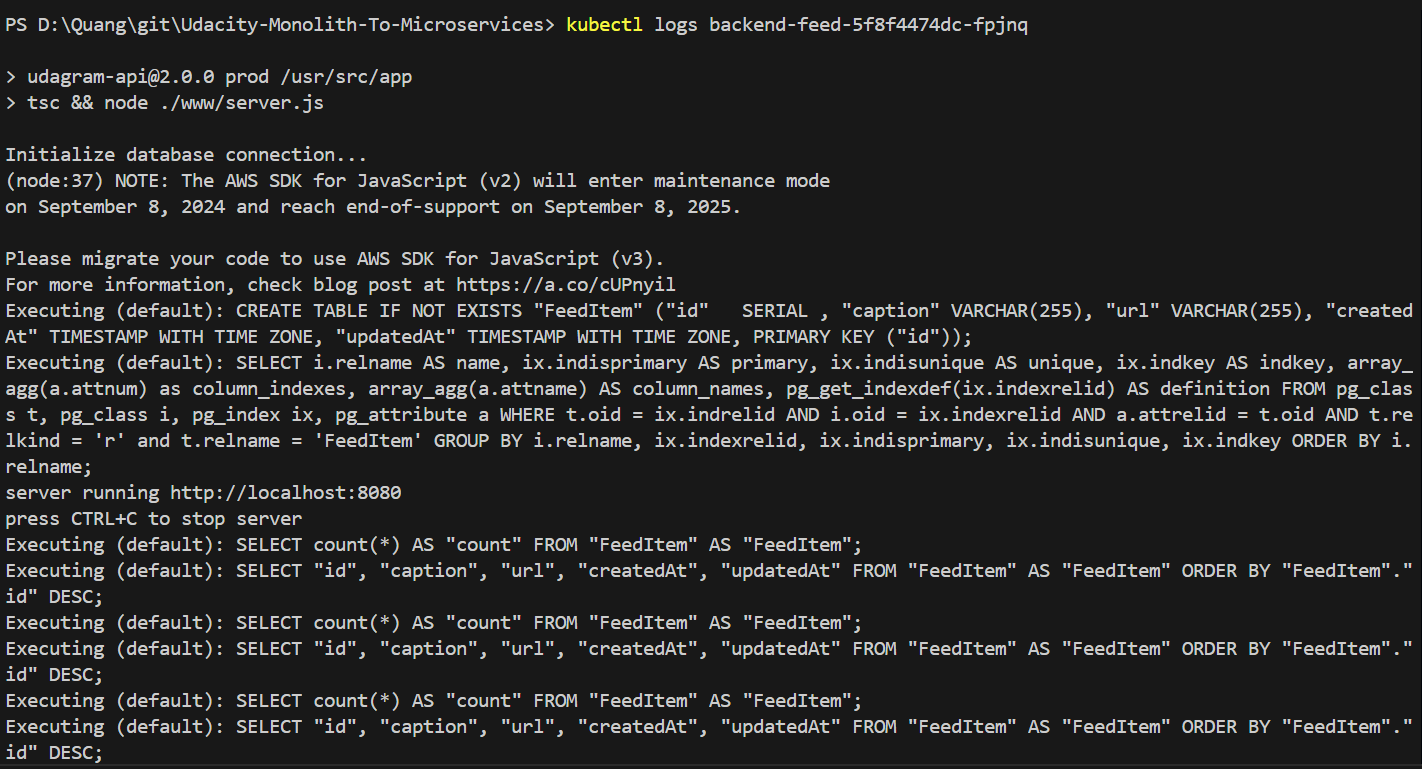 PS D:\Quang\git\Udacity-Monolith-To-Microservices> kubectl logs backend-feed-5f8f4474dc-fpjnq
> udagram-api@2.0.0 prod /usr/src/app
> tsc && node ./www/server.js
Initialize database connection...
(node:37) NOTE: The AWS SDK for JavaScript (v2) will enter maintenance mode
on September 8, 2024 and reach end-of-support on September 8, 2025.
Please migrate your code to use AWS SDK for JavaScript (v3).
For more information, check blog post at https://a.co/cUPnyil
Executing (default): CREATE TABLE IF NOT EXISTS "FeedItem" ("id"   SERIAL , "caption" VARCHAR(255), "url" VARCHAR(255), "created
At" TIMESTAMP WITH TIME ZONE, "updatedAt" TIMESTAMP WITH TIME ZONE, PRIMARY KEY ("id"));
Executing (default): SELECT i.relname AS name, ix.indisprimary AS primary, ix.indisunique AS unique, ix.indkey AS indkey, array_
agg(a.attnum) as column_indexes, array_agg(a.attname) AS column_names, pg_get_indexdef(ix.indexrelid) AS definition FROM pg_clas
s t, pg_class i, pg_index ix, pg_attribute a WHERE t.oid = ix.indrelid AND i.oid = ix.indexrelid AND a.attrelid = t.oid AND t.re
lkind = 'r' and t.relname = 'FeedItem' GROUP BY i.relname, ix.indexrelid, ix.indisprimary, ix.indisunique, ix.indkey ORDER BY i.
relname;
server running http://localhost:8080
press CTRL+C to stop server
Executing (default): SELECT count(*) AS "count" FROM "FeedItem" AS "FeedItem";
Executing (default): SELECT "id", "caption", "url", "createdAt", "updatedAt" FROM "FeedItem" AS "FeedItem" ORDER BY "FeedItem"."
id" DESC;
Executing (default): SELECT count(*) AS "count" FROM "FeedItem" AS "FeedItem";
Executing (default): SELECT "id", "caption", "url", "createdAt", "updatedAt" FROM "FeedItem" AS "FeedItem" ORDER BY "FeedItem"."
id" DESC;
Executing (default): SELECT count(*) AS "count" FROM "FeedItem" AS "FeedItem";
Executing (default): SELECT "id", "caption", "url", "createdAt", "updatedAt" FROM "FeedItem" AS "FeedItem" ORDER BY "FeedItem"."
id" DESC;